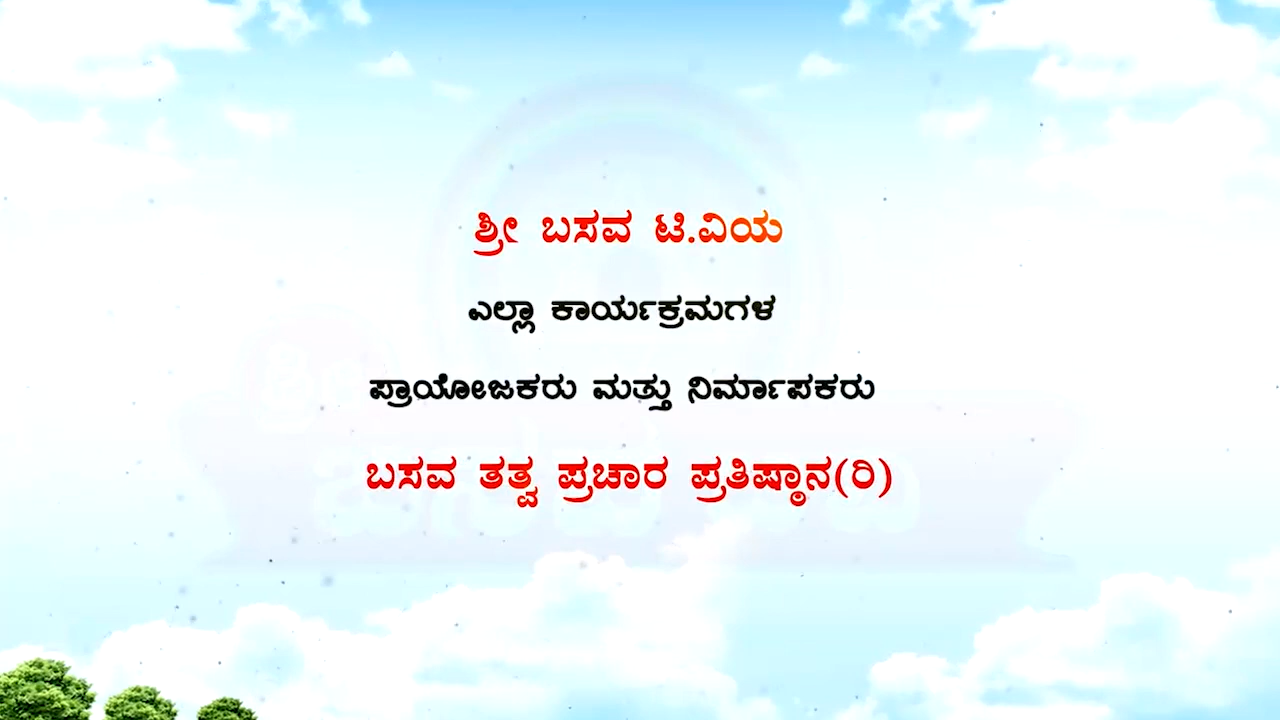 ಶ್ರೀ ಬಸವ ಟಿ.ವಿಯ
ಎಲ್ಲಾ ಕಾರ್ಯಕ್ರಮಗಳ
ಪ್ರಾಯೋಜಕರು ಮತ್ತು ನಿರ್ಮಾಪಕರು
ಬಸವ ತತ್ವ ಪ್ರಚಾರ ಪ್ರತಿಷ್ಠಾನ(ರಿ)